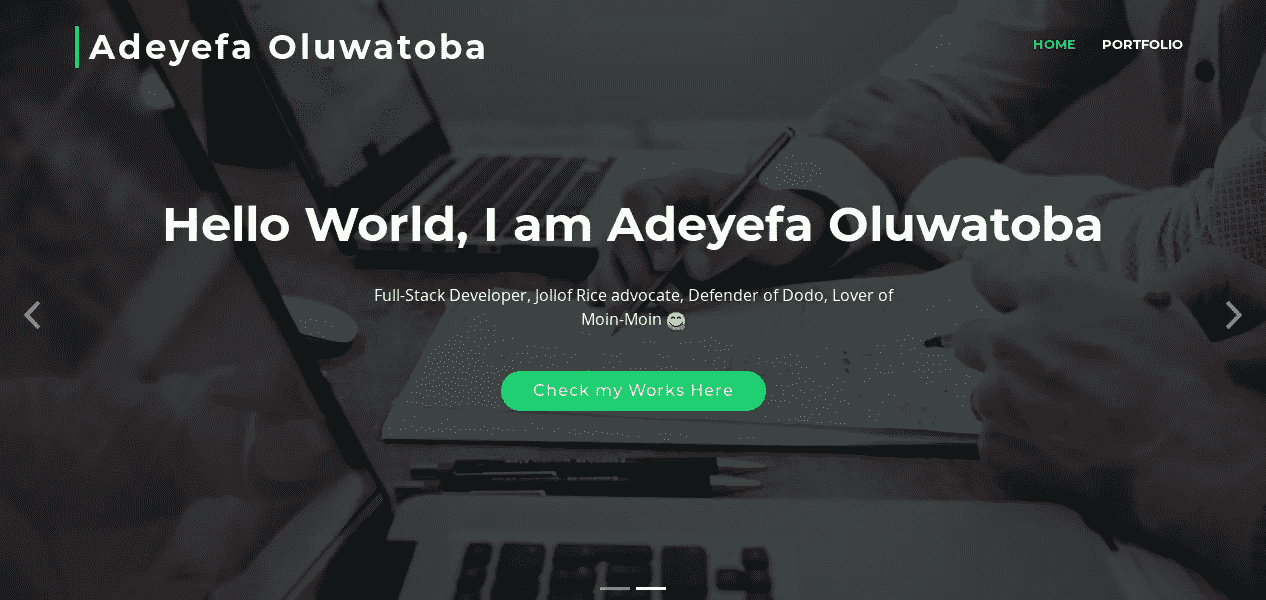 Adeyefa Oluwatoba
HOME PORTFOLIO
Hello World, I am Adeyefa Oluwatoba
Full-Stack Developer, Jollof Rice advocate, Defender of Dodo, Lover of
Moin-Moin 😋
Check my Works Here